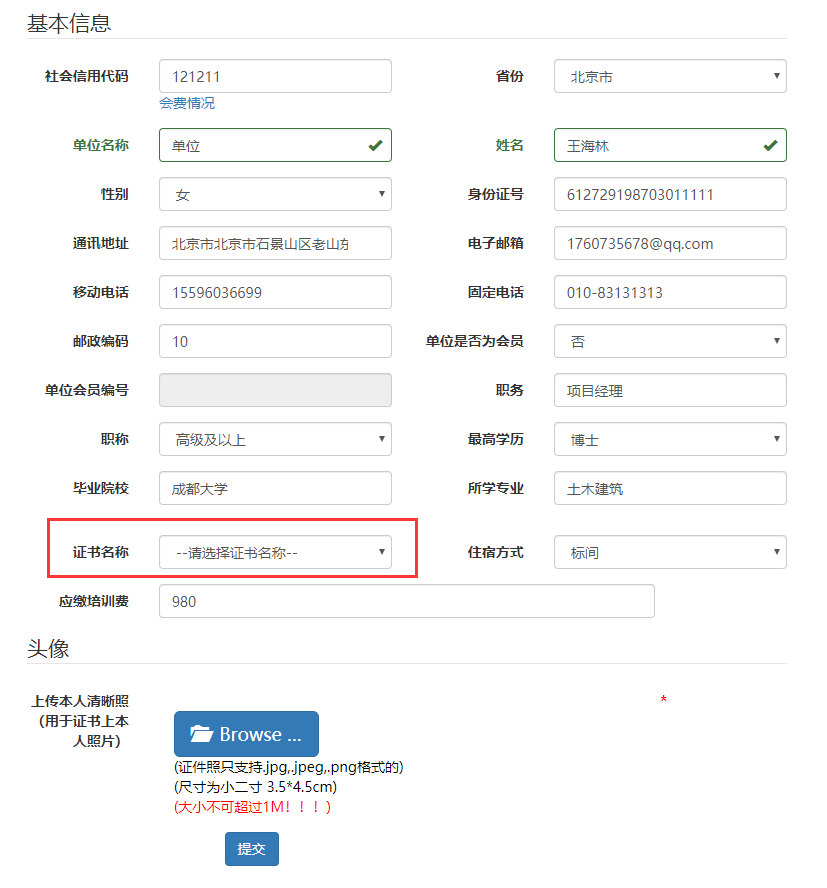 基本信息
社会信用代码 121211 省份 北京市
会费情况
单位名称 单位 姓名 王海林
性别 女 身份证号 612729198703011111
通讯地址 北京市北京市石景山区老山 电子邮箱 1760735678@qq.com
移动电话 15596036699 固定电话 010-83131313
邮政编码 10 单位是否为会员 否
单位会员编号 职务 项目经理
职称 高级及以上 最高学历 博士
毕业院校 成都大学 所学专业 土木建筑
证书名称 --请选择证书名称-- 住宿方式 标间
应缴培训费 980
头像
上传本人清晰照 *
(用于证书上本
人照片)
Browse ...
(证件照只支持.jpg,.jpeg,.png格式的)
(尺寸为小二寸 3.5*4.5cm)
(大小不可超过1M！！！)
提交